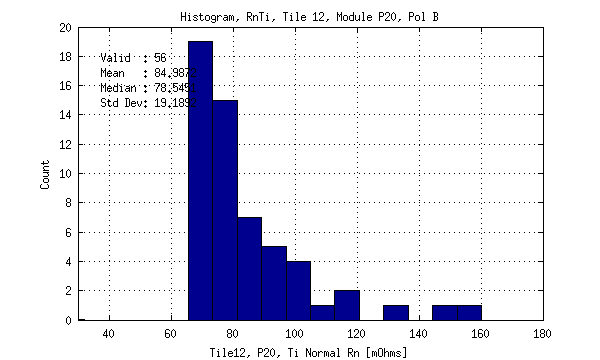 Histogram, RnTi, Tile 12, Module P20, Pol B
20
18
16
14
12
10
8
6
4
2
0
Count
Valid : 56
Mean : 84.987
Median : 78.545
Std Dev: 19.189
40 60 80 100 120 140 160 180
Tile12, P20, Ti Normal Rn [mOhms]